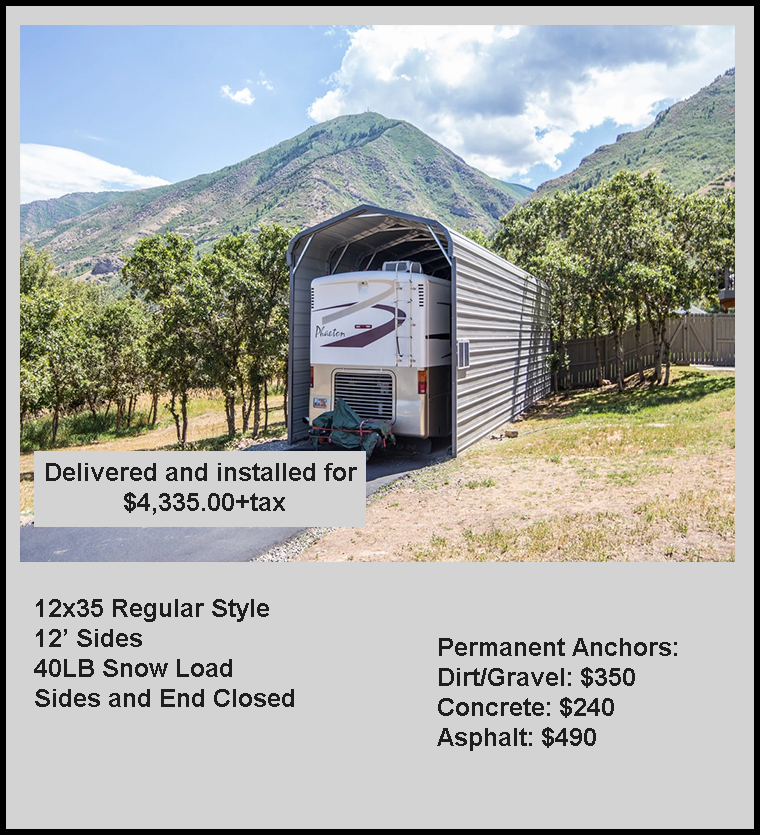 Phaeton
Delivered and installed for
$4,335.00+tax
12x35 Regular Style
12’ Sides
40LB Snow Load
Sides and End Closed
Permanent Anchors:
Dirt/Gravel: $350
Concrete: $240
Asphalt: $490